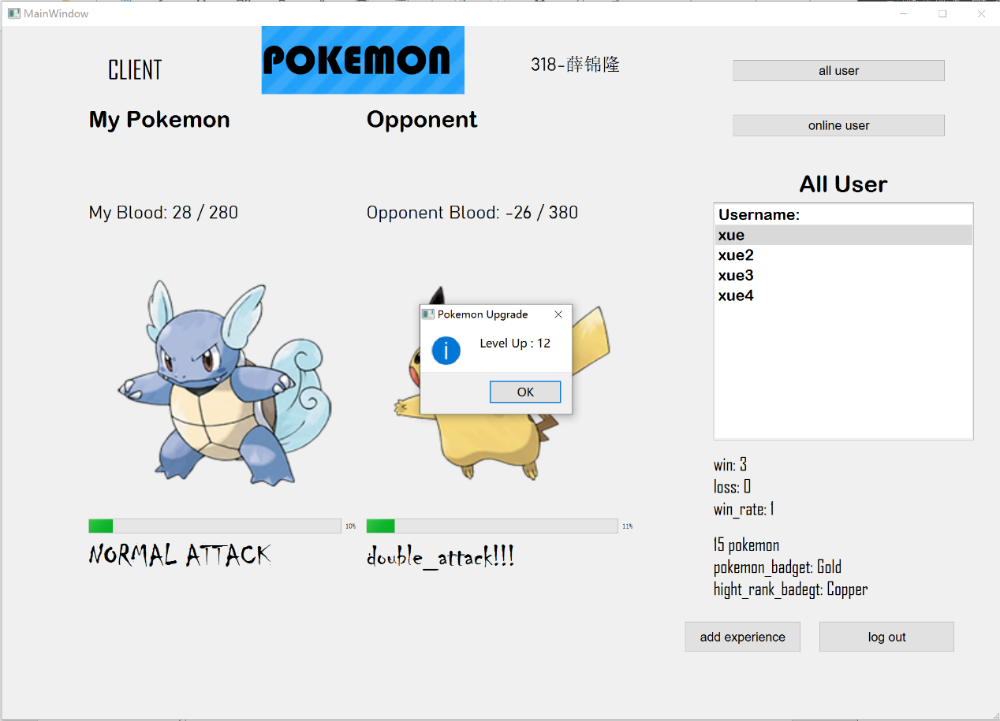 MainWindow
CLIENT
POKEMON
318-薛锦隆
all user
My Pokemon
Opponent
online user
All User
My Blood: 28 / 280
Opponent Blood: -26 / 380
Username:
xue
xue2
xue3
xue4
Pokemon Upgrade
Level Up : 12
OK
win: 3
loss: 0
win_rate: 1
10%
11%
NORMAL ATTACK
double_attack!!!
15 pokemon
pokemon_badget: Gold
hight_rank_badegt: Copper
add experience
log out